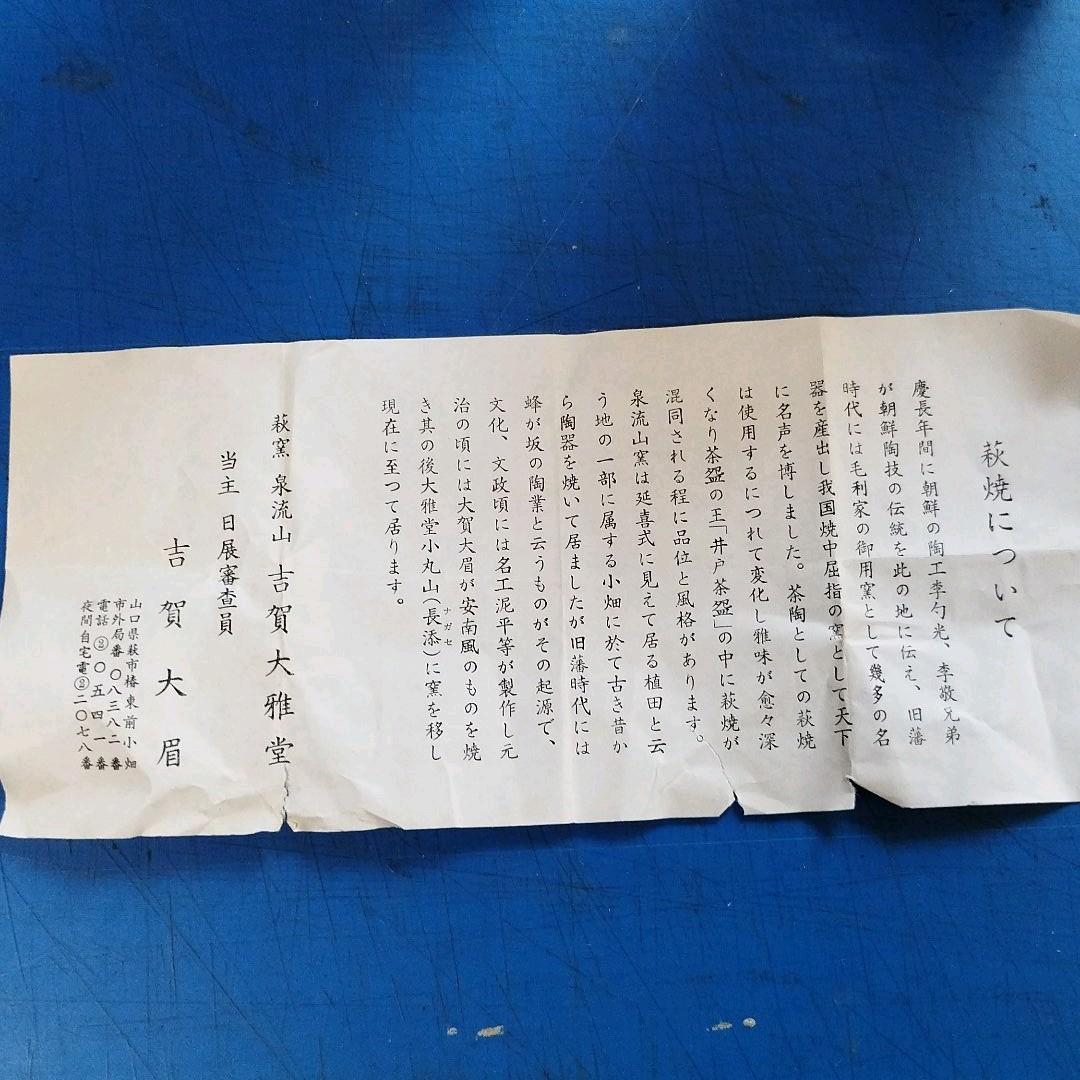 萩焼について
慶長年間に朝鮮の陶工李勺光、李敬兄弟
が朝鮮陶技の伝統を此の地に伝え、旧藩
時代には毛利家の御用窯として幾多の名
器を産出し我国焼中屈指の窯として天下
に名声を博しました。茶陶としての萩焼
は使用するにつれて変化し雅味が愈々深
くなり茶盌の王「井戸茶盌」の中に萩焼が
混同される程に品位と風格があります。
泉流山窯は延喜式に見えて居る植田と云
う地の一部に属する小畑に於て古き昔か
ら陶器を焼いて居ましたが旧藩時代には
蜂が坂の陶業と云うものがその起源で、
文化、文政頃には名工泥平等が製作し元
治の頃には大賀大眉が安南風のものを焼
き其の後大雅堂小丸山(長添ナガセ)に窯を移し
現在に至つて居ります。
萩窯 泉流山 吉賀大雅堂
当主 日展審査員
吉賀大眉
山口県萩市椿東前小畑
市外局番〇八三八二番
電話②〇五四一番
夜間自宅電②二〇七八番